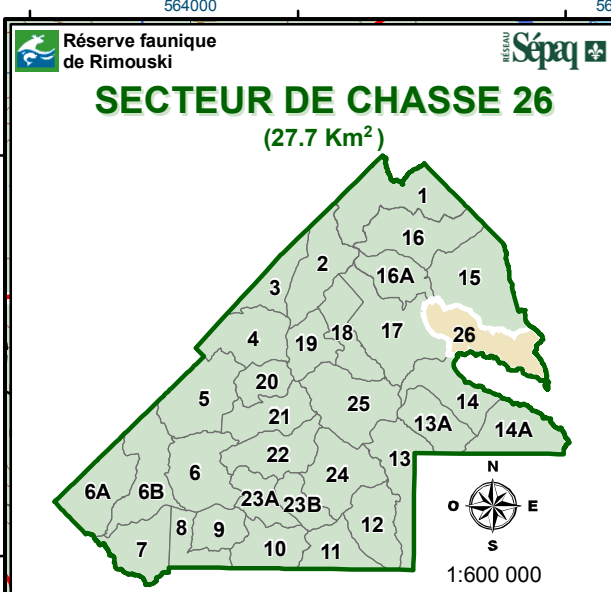 564000
56
Réserve faunique
de Rimouski
RÉSEAU
Sépaq
SECTEUR DE CHASSE 26
(27.7 Km²)
1
16
2
16A
15
3
18
17
26
4
19
20
5
25
14
21
13A
14A
22
13
6
24
6A
6B
23A
23B
8
9
12
7
10
11
N
O
E
S
1:600 000